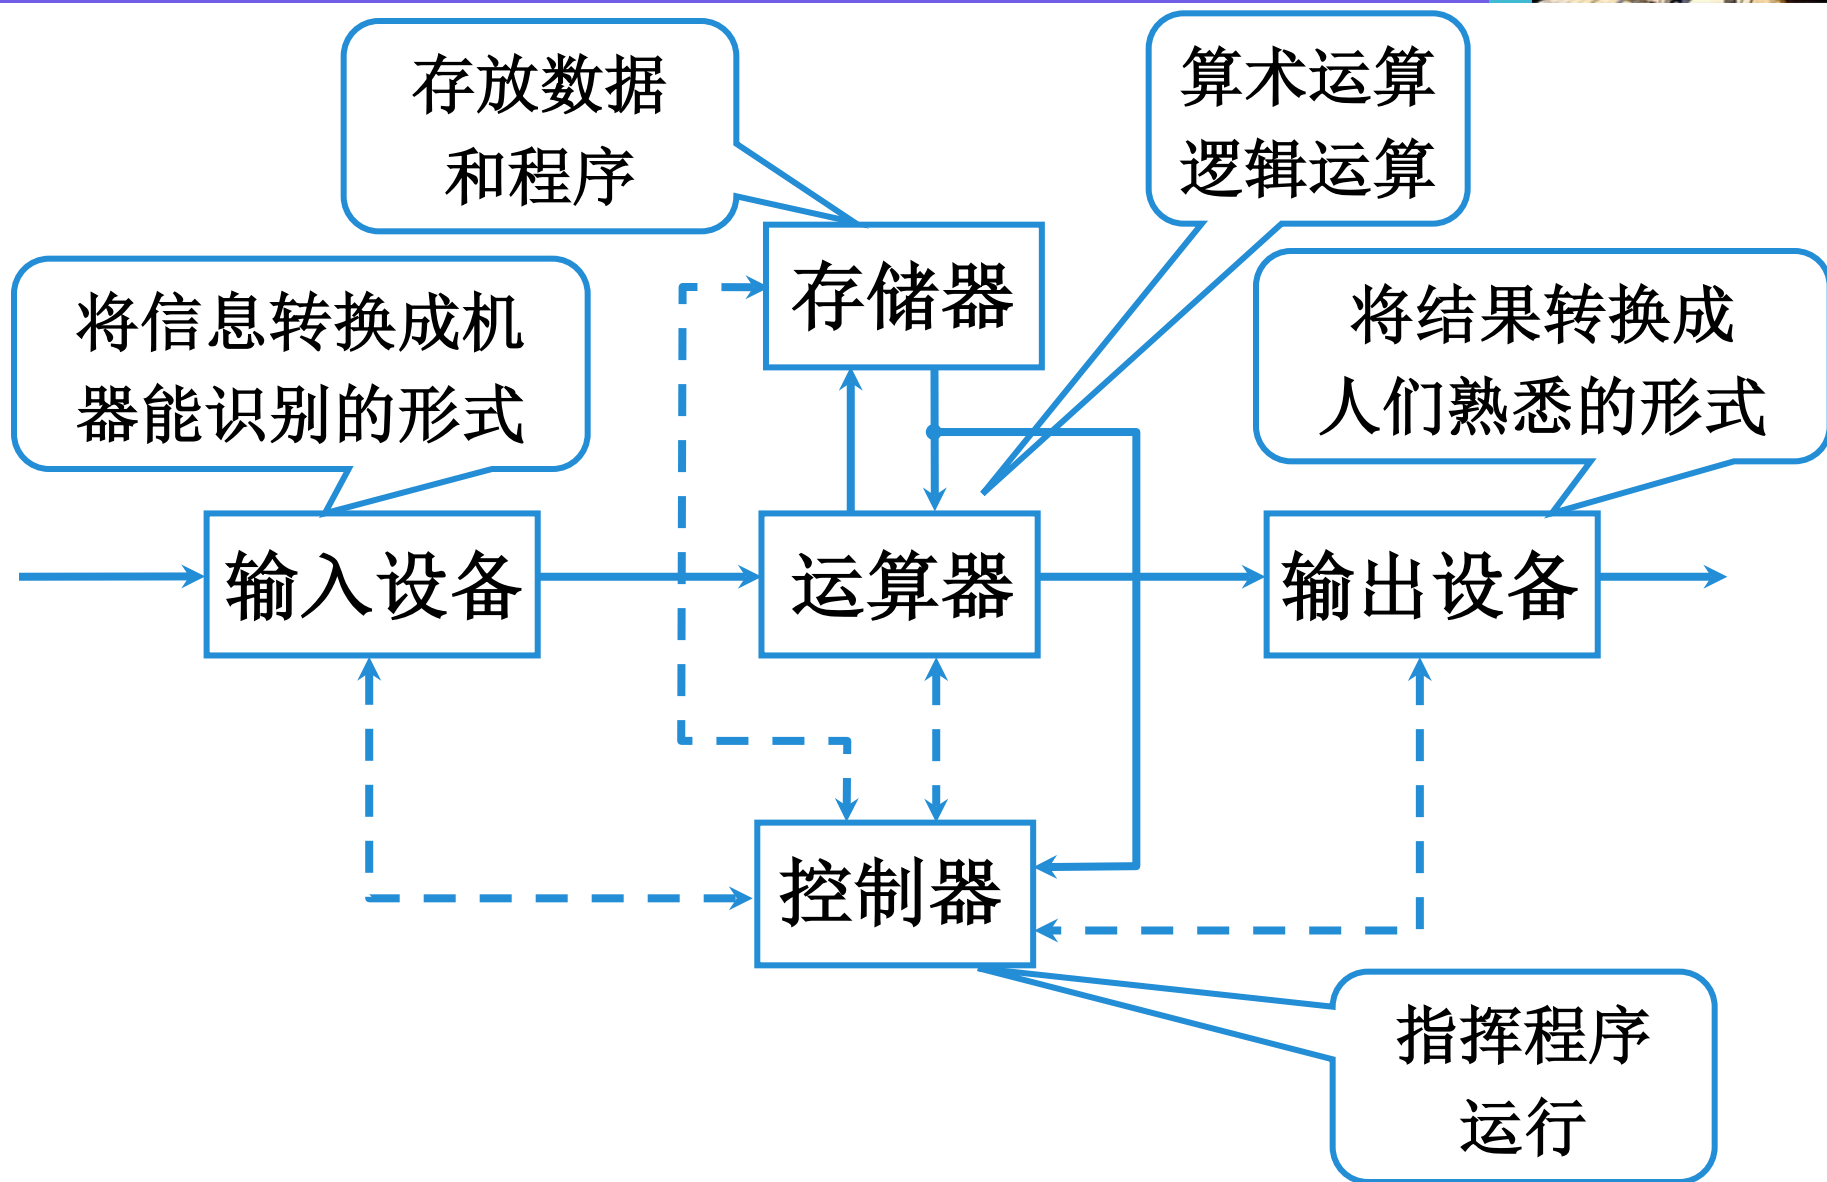 存放数据
和程序
算术运算
逻辑运算
存储器
将信息转换成机
器能识别的形式
将结果转换成
人们熟悉的形式
输入设备
运算器
输出设备
控制器
指挥程序
运行